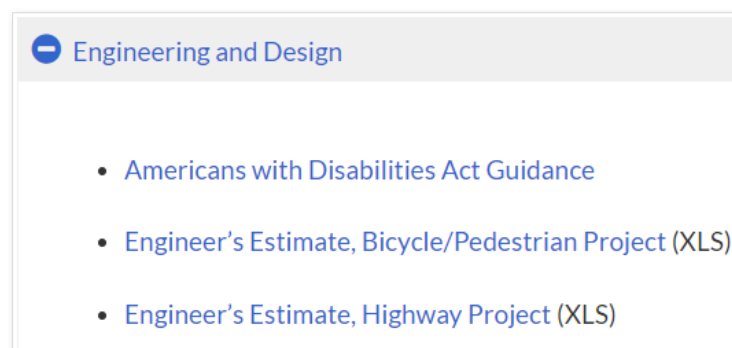 Engineering and Design
Americans with Disabilities Act Guidance
Engineer’s Estimate, Bicycle/Pedestrian Project (XLS)
Engineer’s Estimate, Highway Project (XLS)